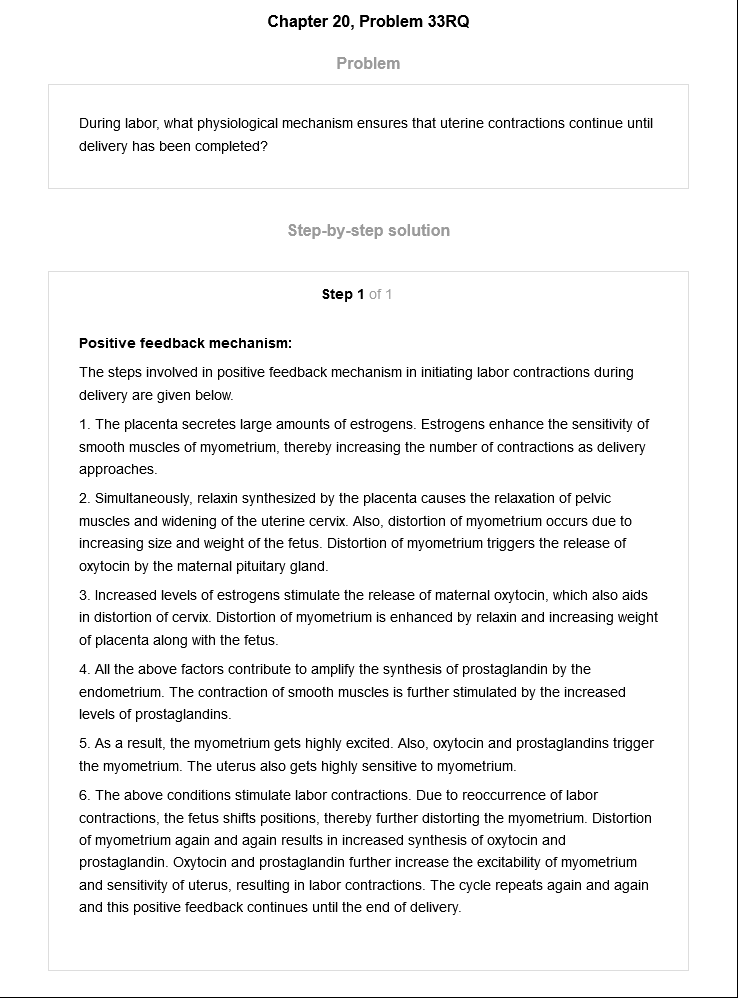 Chapter 20, Problem 33RQ
Problem
During labor, what physiological mechanism ensures that uterine contractions continue until
delivery has been completed?
Step-by-step solution
Step 1 of 1
Positive feedback mechanism:
The steps involved in positive feedback mechanism in initiating labor contractions during
delivery are given below.
1. The placenta secretes large amounts of estrogens. Estrogens enhance the sensitivity of
smooth muscles of myometrium, thereby increasing the number of contractions as delivery
approaches.
2. Simultaneously, relaxin synthesized by the placenta causes the relaxation of pelvic
muscles and widening of the uterine cervix. Also, distortion of myometrium occurs due to
increasing size and weight of the fetus. Distortion of myometrium triggers the release of
oxytocin by the maternal pituitary gland.
3. Increased levels of estrogens stimulate the release of maternal oxytocin, which also aids
in distortion of cervix. Distortion of myometrium is enhanced by relaxin and increasing weight
of placenta along with the fetus.
4. All the above factors contribute to amplify the synthesis of prostaglandin by the
endometrium. The contraction of smooth muscles is further stimulated by the increased
levels of prostaglandins.
5. As a result, the myometrium gets highly excited. Also, oxytocin and prostaglandins trigger
the myometrium. The uterus also gets highly sensitive to myometrium.
6. The above conditions stimulate labor contractions. Due to reoccurrence of labor
contractions, the fetus shifts positions, thereby further distorting the myometrium. Distortion
of myometrium again and again results in increased synthesis of oxytocin and
prostaglandin. Oxytocin and prostaglandin further increase the excitability of myometrium
and sensitivity of uterus, resulting in labor contractions. The cycle repeats again and again
and this positive feedback continues until the end of delivery.